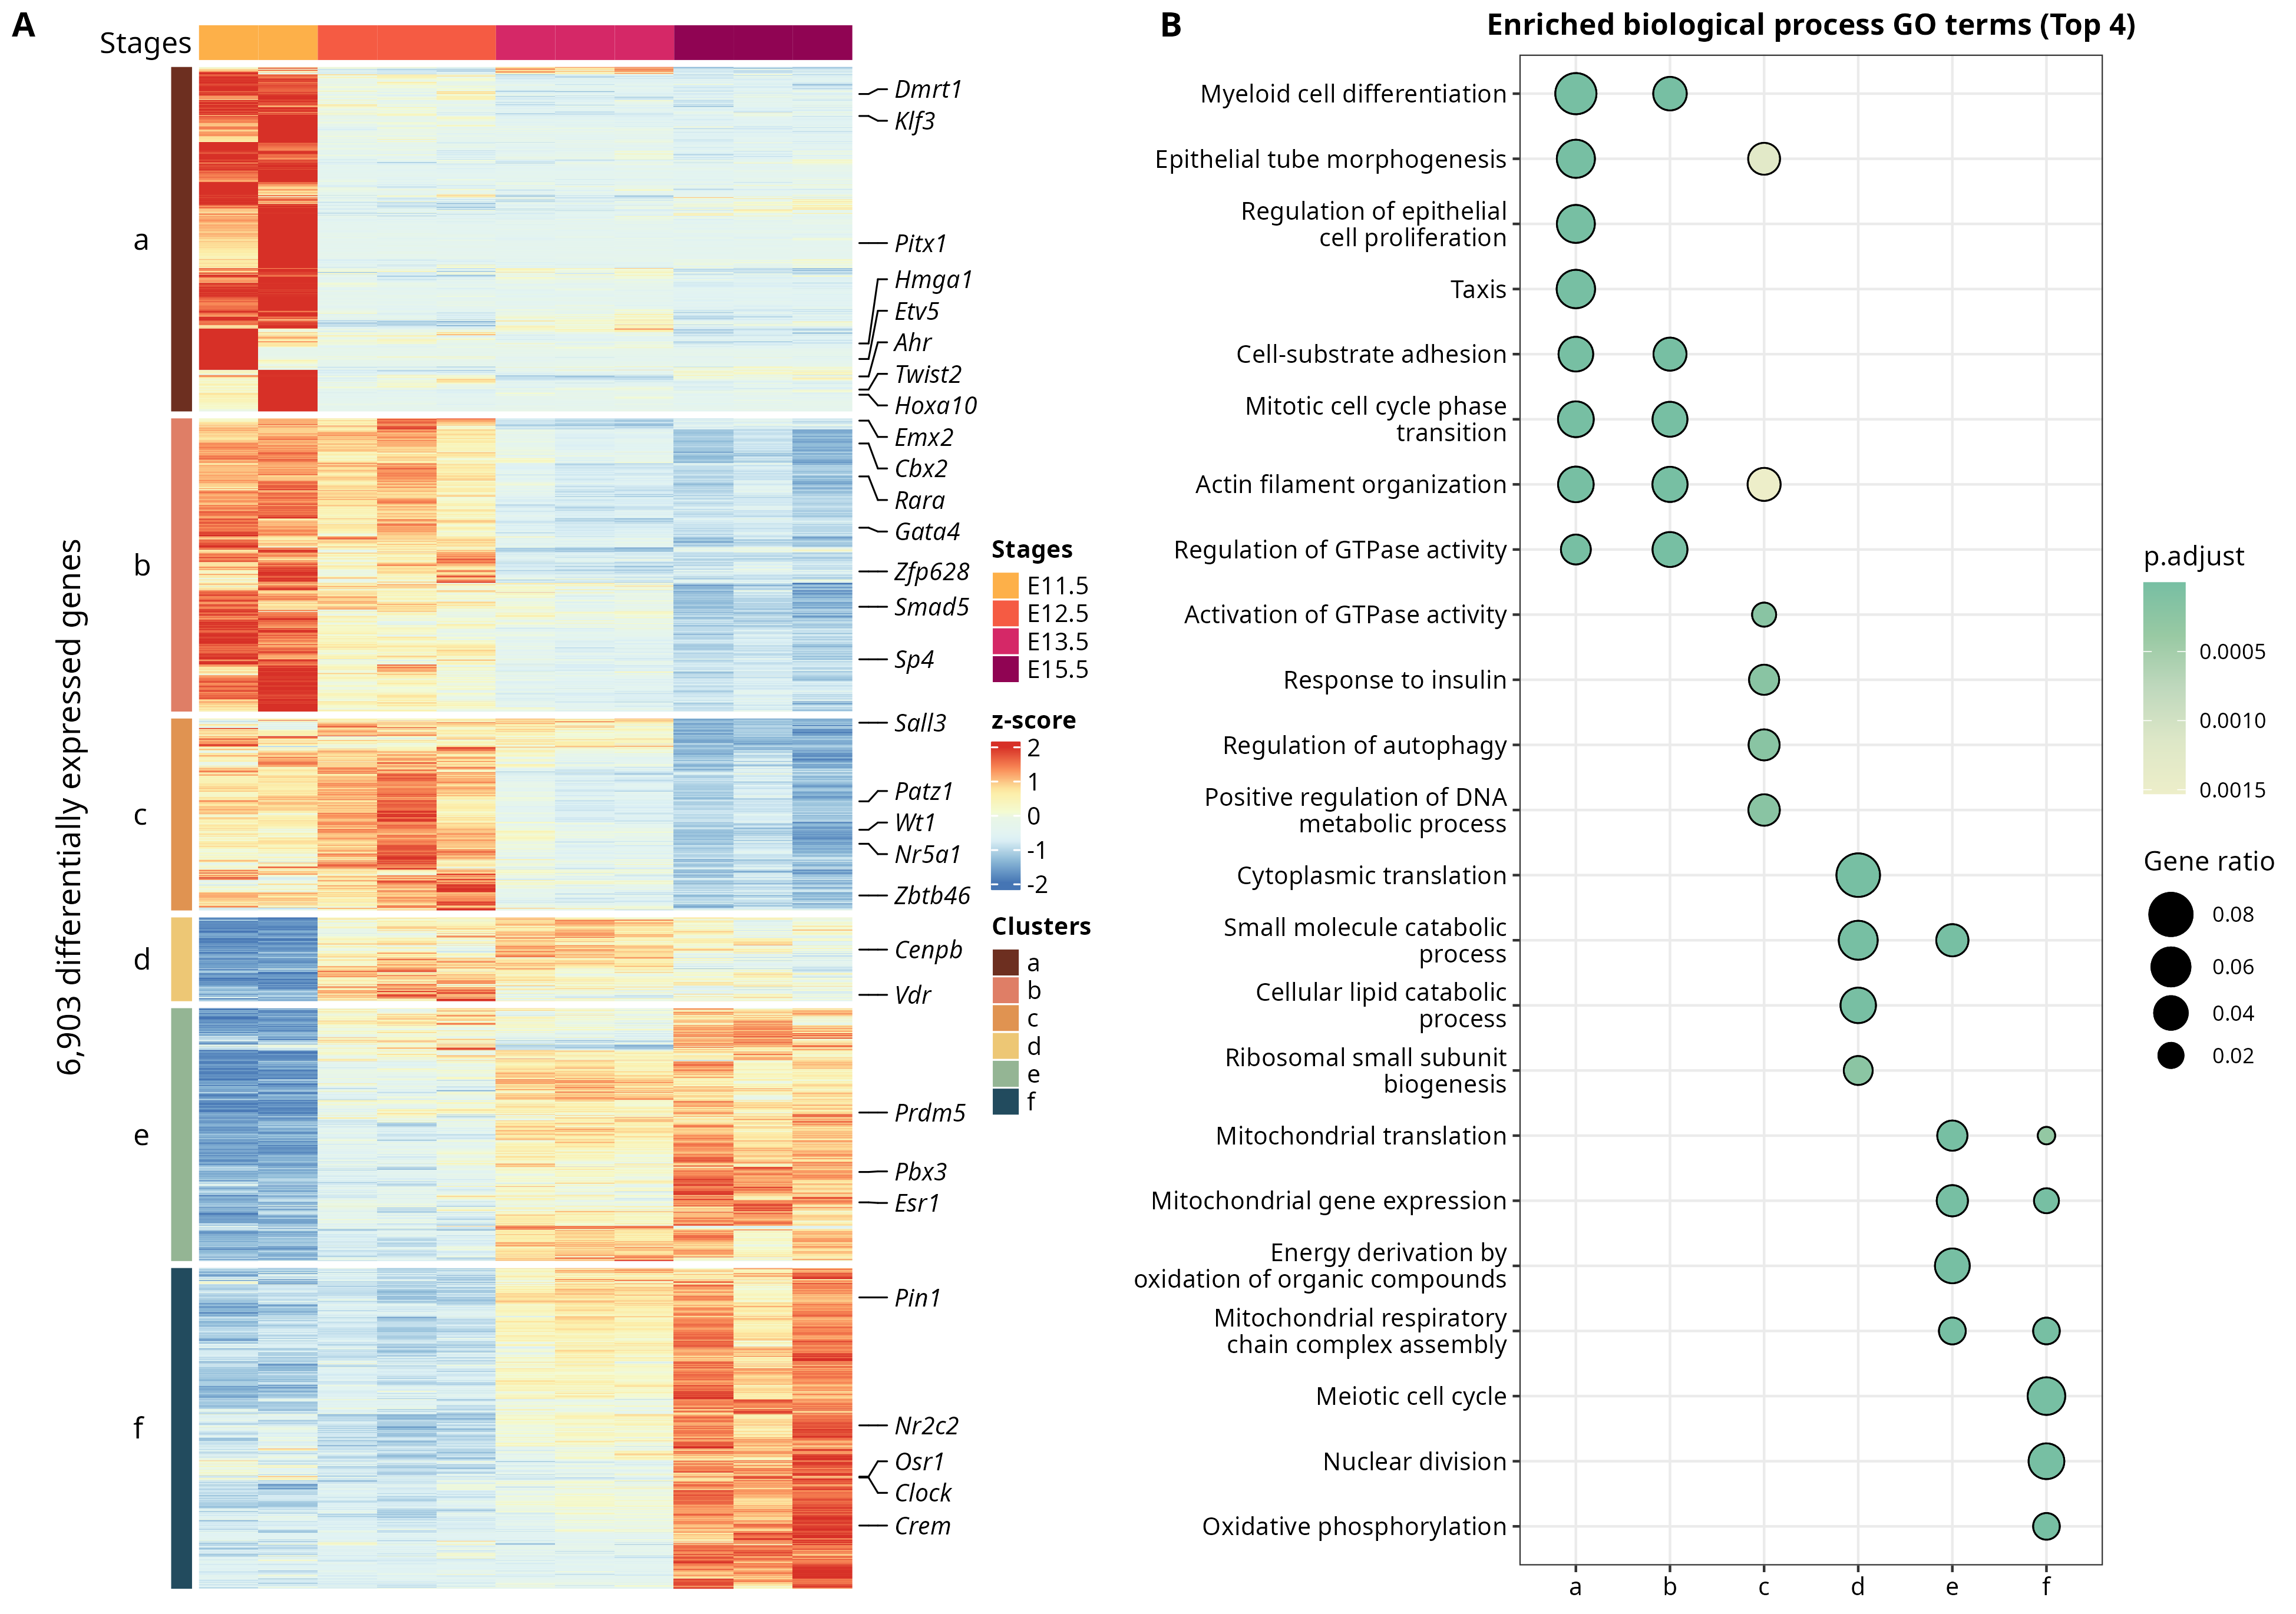 A
Stages
a
b
c
d
e
f
6,903 differentially expressed genes
Dmrt1
Klf3
Pitx1
Hmga1
Etv5
Ahr
Twist2
Hoxa10
Emx2
Cbx2
Rara
Gata4
Zfp628
Smad5
Sp4
Sall3
Patz1
Wt1
Nr5a1
Zbtb46
Cenpb
Vdr
Prdm5
Pbx3
Esr1
Pin1
Nr2c2
Osr1
Clock
Crem
Stages
E11.5
E12.5
E13.5
E15.5
z-score
2
1
0
-1
-2
Clusters
a
b
c
d
e
f
B
Enriched biological process GO terms (Top 4)
Myeloid cell differentiation
Epithelial tube morphogenesis
Regulation of epithelial
cell proliferation
Taxis
Cell-substrate adhesion
Mitotic cell cycle phase
transition
Actin filament organization
Regulation of GTPase activity
Activation of GTPase activity
Response to insulin
Regulation of autophagy
Positive regulation of DNA
metabolic process
Cytoplasmic translation
Small molecule catabolic
process
Cellular lipid catabolic
process
Ribosomal small subunit
biogenesis
Mitochondrial translation
Mitochondrial gene expression
Energy derivation by
oxidation of organic compounds
Mitochondrial respiratory
chain complex assembly
Meiotic cell cycle
Nuclear division
Oxidative phosphorylation
a b c d e f
p.adjust
0.0005
0.0010
0.0015
Gene ratio
0.08
0.06
0.04
0.02